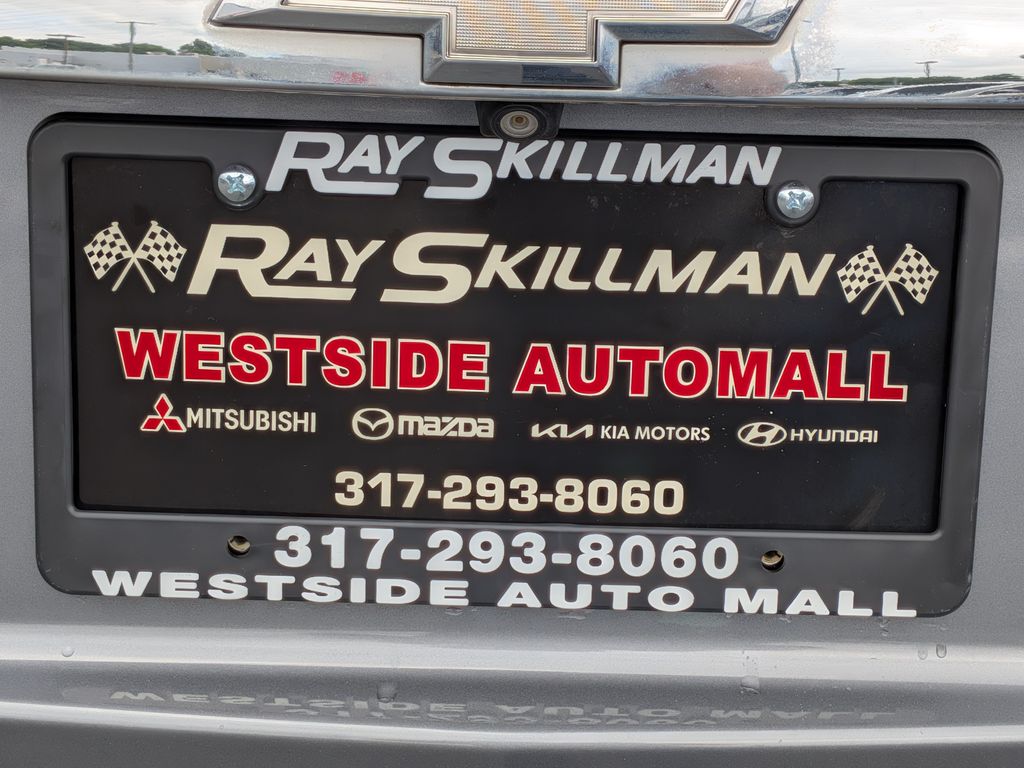 RAY SKILLMAN
RAY SKILLMAN
WESTSIDE AUTOMALL
MITSUBISHI mazda KIA KIA MOTORS HYUNDAI
317-293-8060
317-293-8060
WESTSIDE AUTO MALL